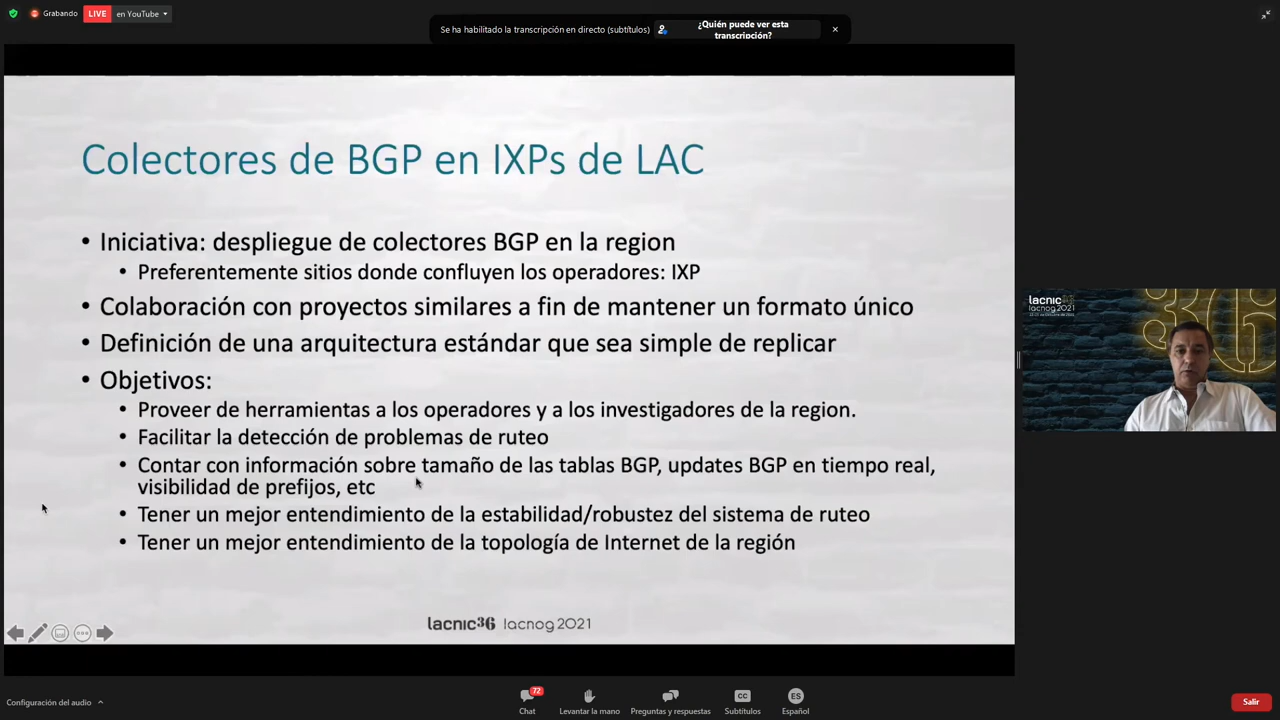 Grabando
LIVE
en YouTube
Se ha habilitado la transcripción en directo (subtítulos)
¿Quién puede ver esta
transcripción?
Colectores de BGP en IXPs de LAC
• Iniciativa: despliegue de colectores BGP en la region
• Preferentemente sitios donde confluyen los operadores: IXP
• Colaboración con proyectos similares a fin de mantener un formato único
• Definición de una arquitectura estándar que sea simple de replicar
• Objetivos:
• Proveer de herramientas a los operadores y a los investigadores de la region.
• Facilitar la detección de problemas de ruteo
• Contar con información sobre tamaño de las tablas BGP, updates BGP en tiempo real,
visibilidad de prefijos, etc
• Tener un mejor entendimiento de la estabilidad/robustez del sistema de ruteo
• Tener un mejor entendimiento de la topología de Internet de la región
lacnic36 lacnog2021
lacnic36
lacnog2021
Configuración del audio
72
Chat
Levantar la mano
Preguntas y respuestas
CC
Subtítulos
ES
Español
Salir